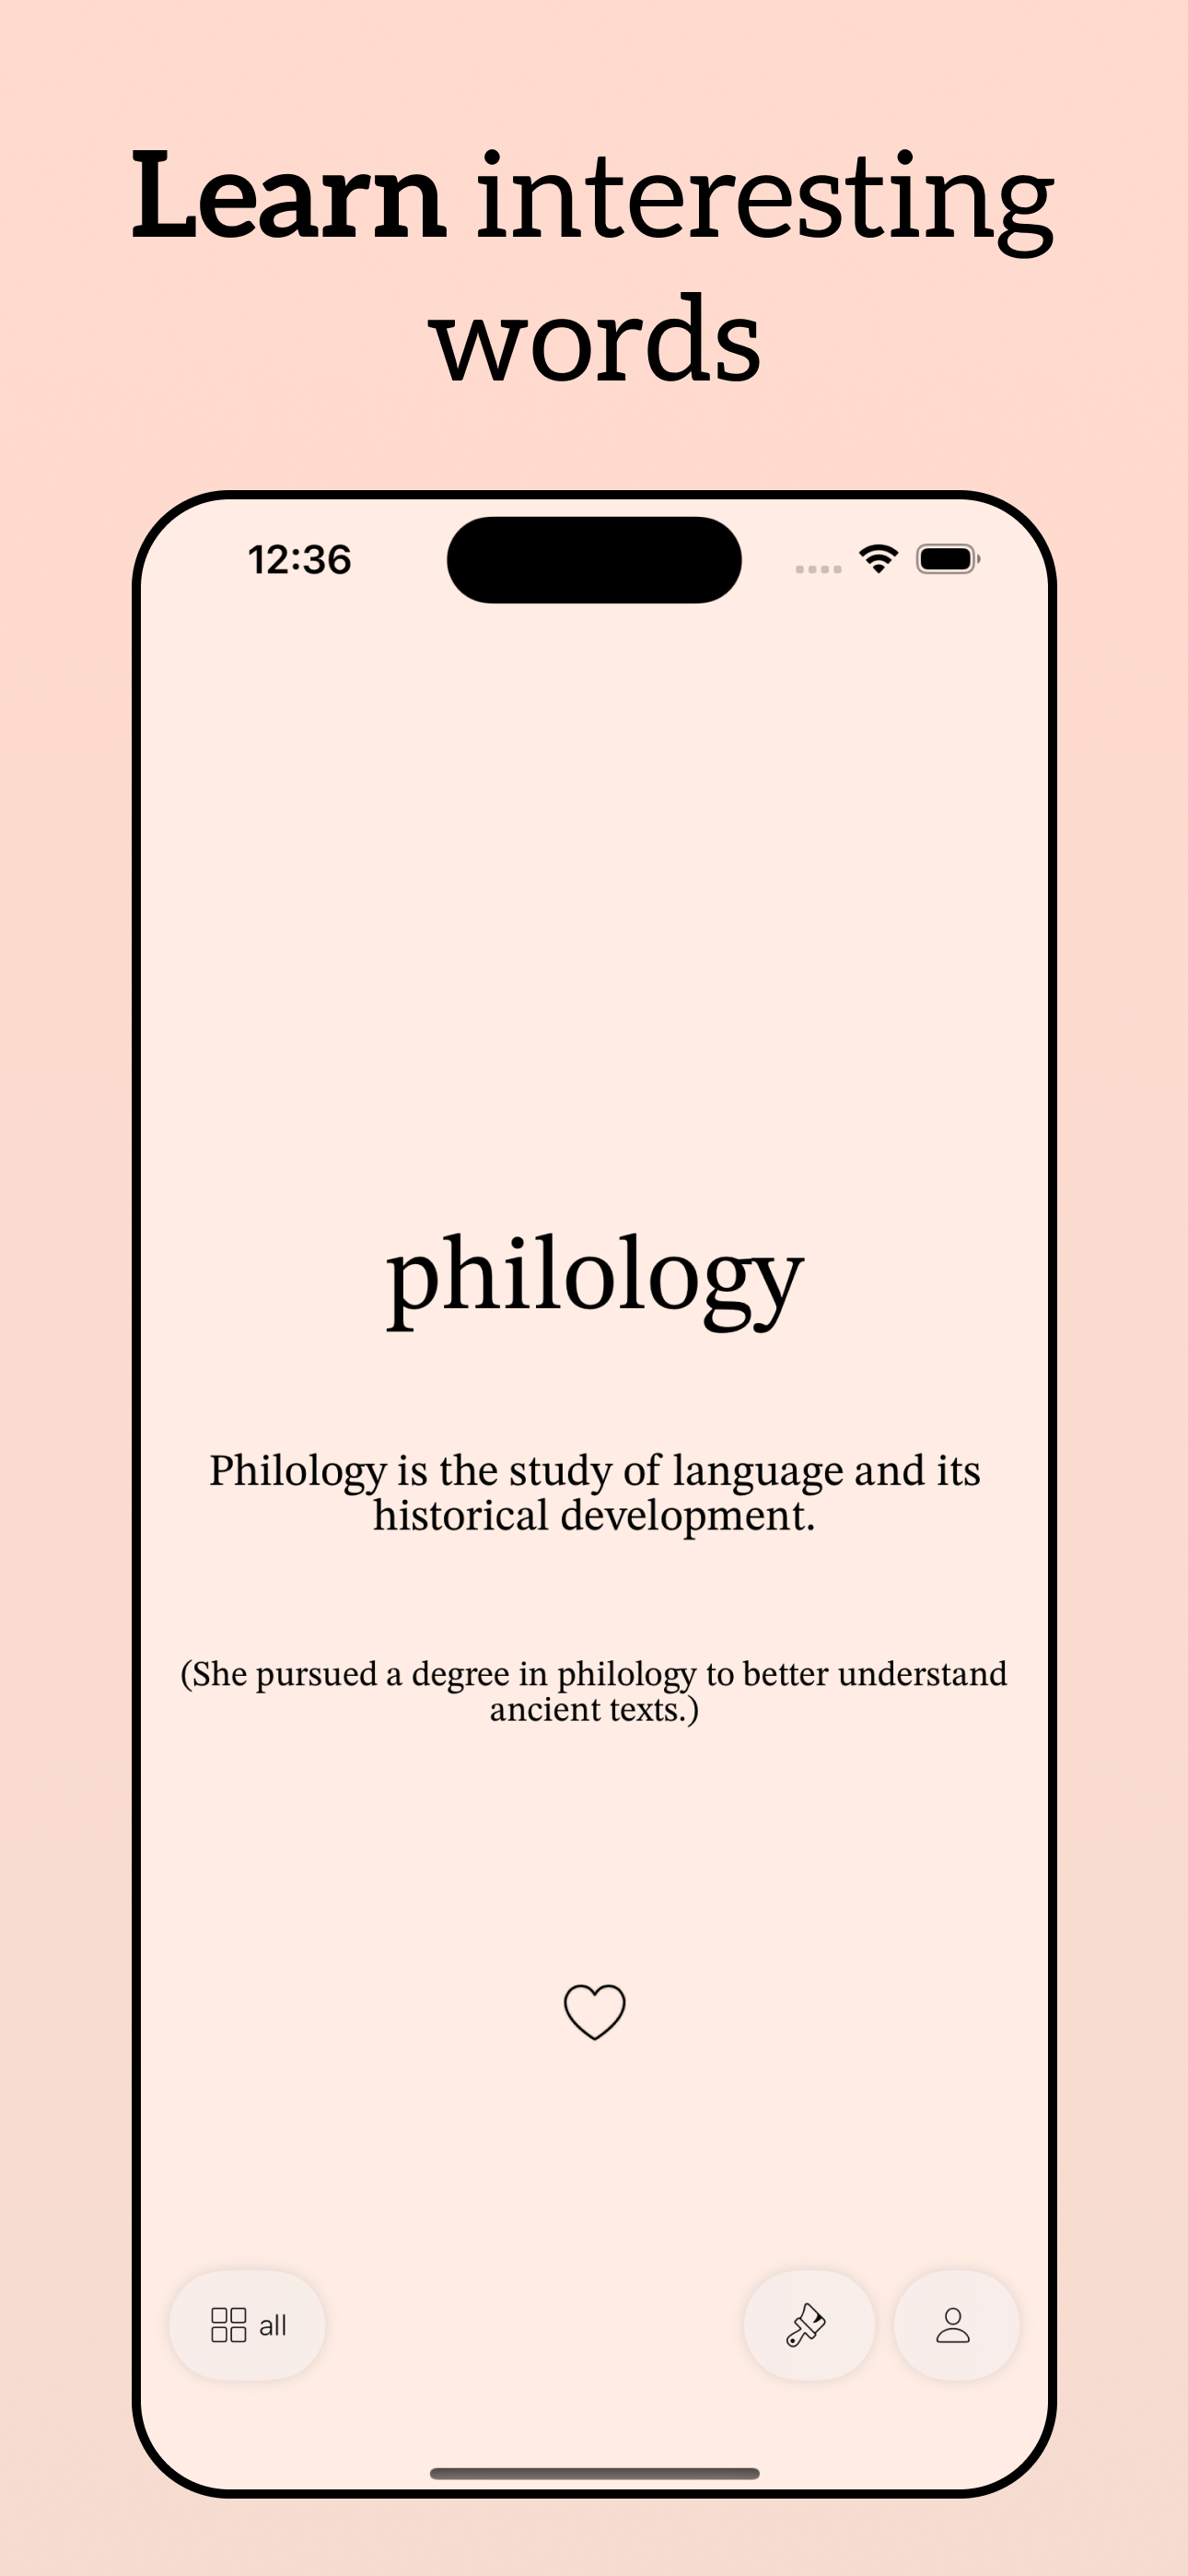 Learn interesting
words
12:36
philology
Philology is the study of language and its
historical development.
(She pursued a degree in philology to better understand
ancient texts.)
all